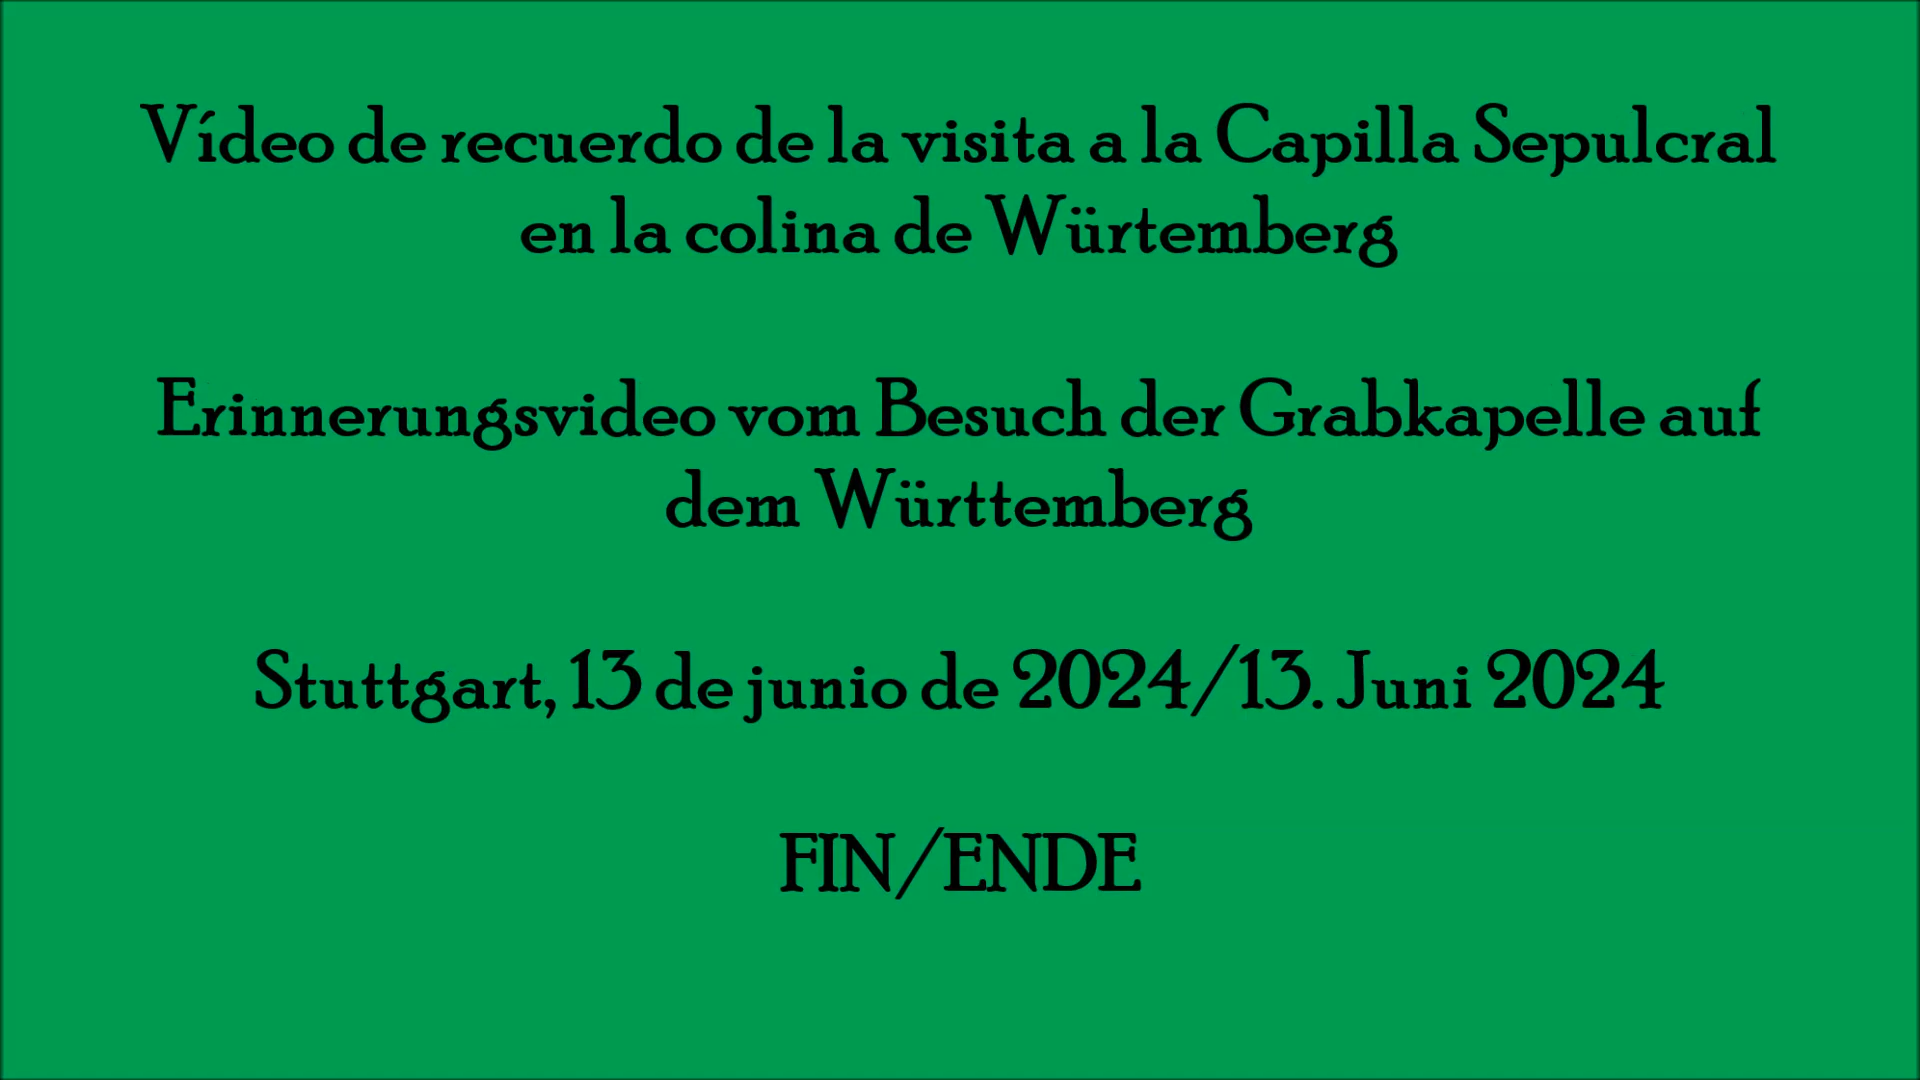 Vídeo de recuerdo de la visita a la Capilla Sepulcral
en la colina de Würtemberg
Erinnerungsvideo vom Besuch der Grabkapelle auf
dem Württemberg
Stuttgart, 13 de junio de 2024/13. Juni 2024
FIN/ENDE